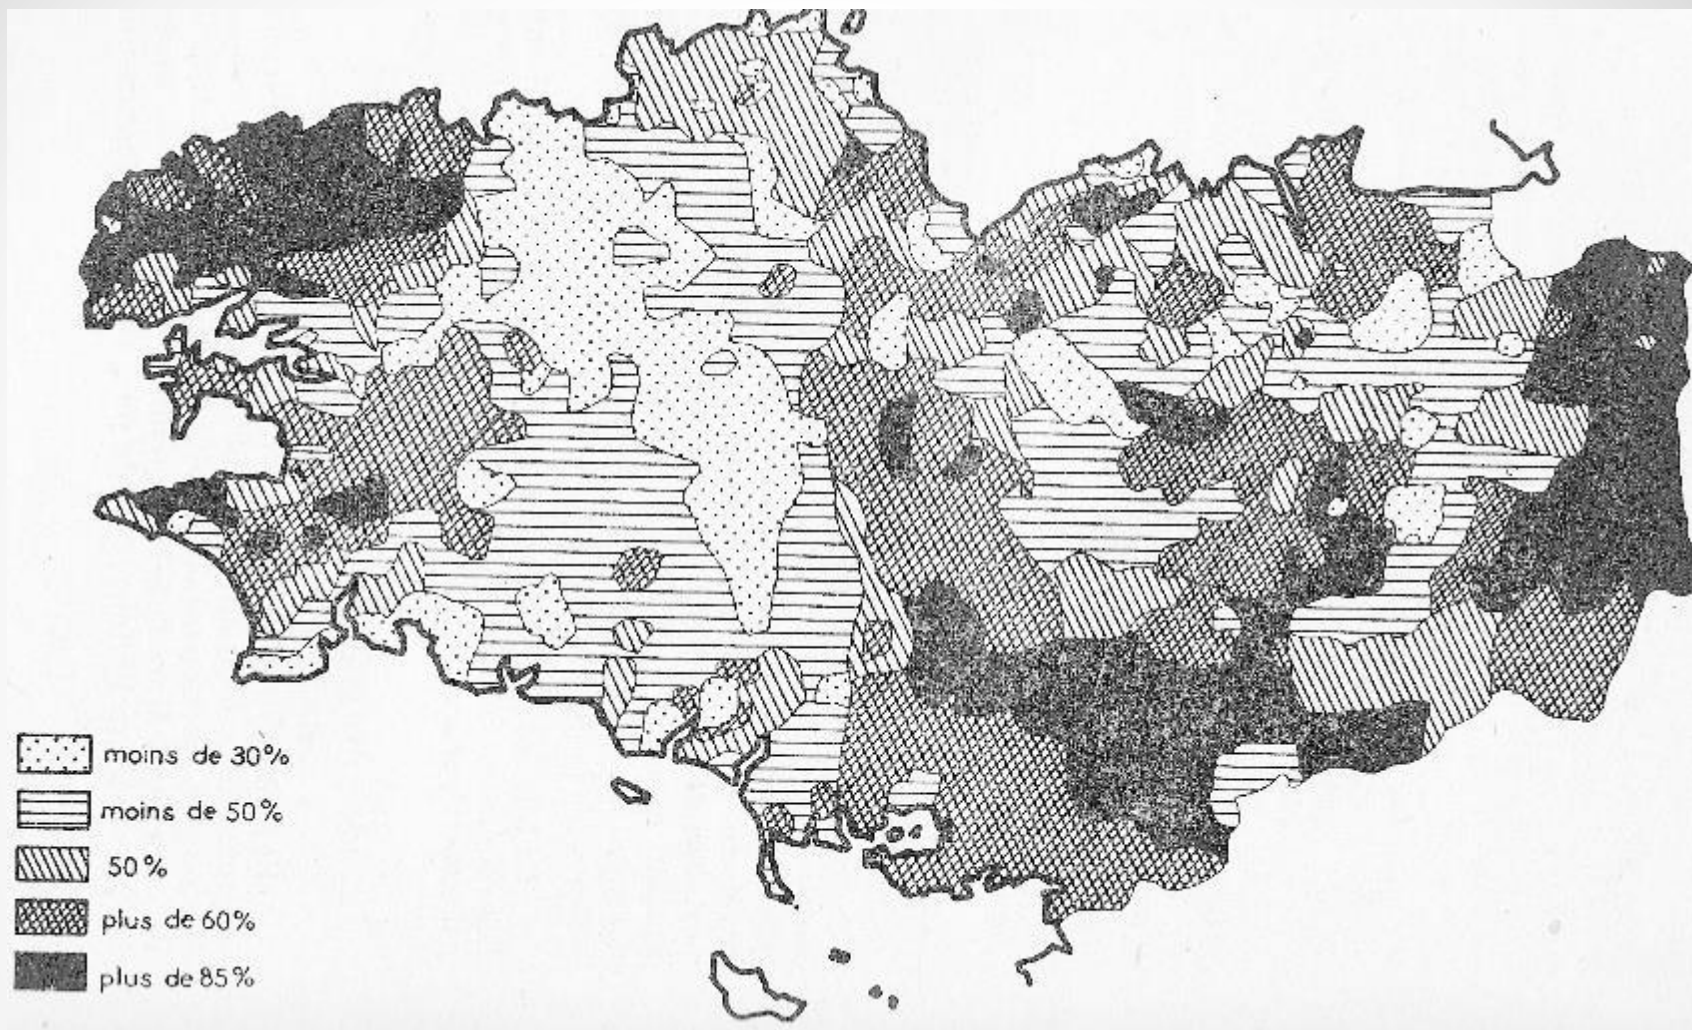 moins de 30%
moins de 50%
50%
plus de 60%
plus de 85%